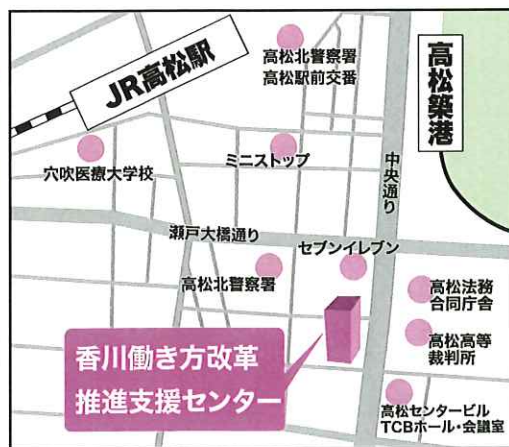 JR高松駅
高松北警察署
高松駅前交番
高松築港
穴吹医療大学校
ミニストップ
中央通り
瀬戸大橋通り
セブンイレブン
高松北警察署
高松法務
合同庁舎
高松高等
裁判所
香川働き方改革
推進支援センター
高松センタービル
TCBホール・会議室